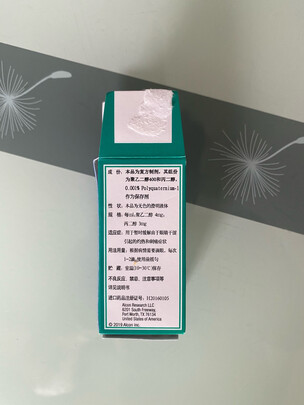 成 份: 本品为复方制剂, 其组份
为聚乙二醇400和丙二醇,
0.001% Polyquaternium-1
作为保存剂
性 状: 本品为无色的澄明液体
规 格: 每ml,聚乙二醇 4mg,
丙二醇 3mg
适应症: 用于暂时缓解由于眼睛干涩
引起的灼热和刺痛症状
用法用量: 根据病情需要滴眼, 每次
1-2滴,使用前摇匀
贮 藏: 室温(10~30℃)保存
不良反应、禁忌、注意事项等
详见说明书
进口药品注册证号: H20160105
Alcon Research LLC
6201 South Freeway
Fort Worth, TX 76134
United States of America
© 2019 Alcon Inc.